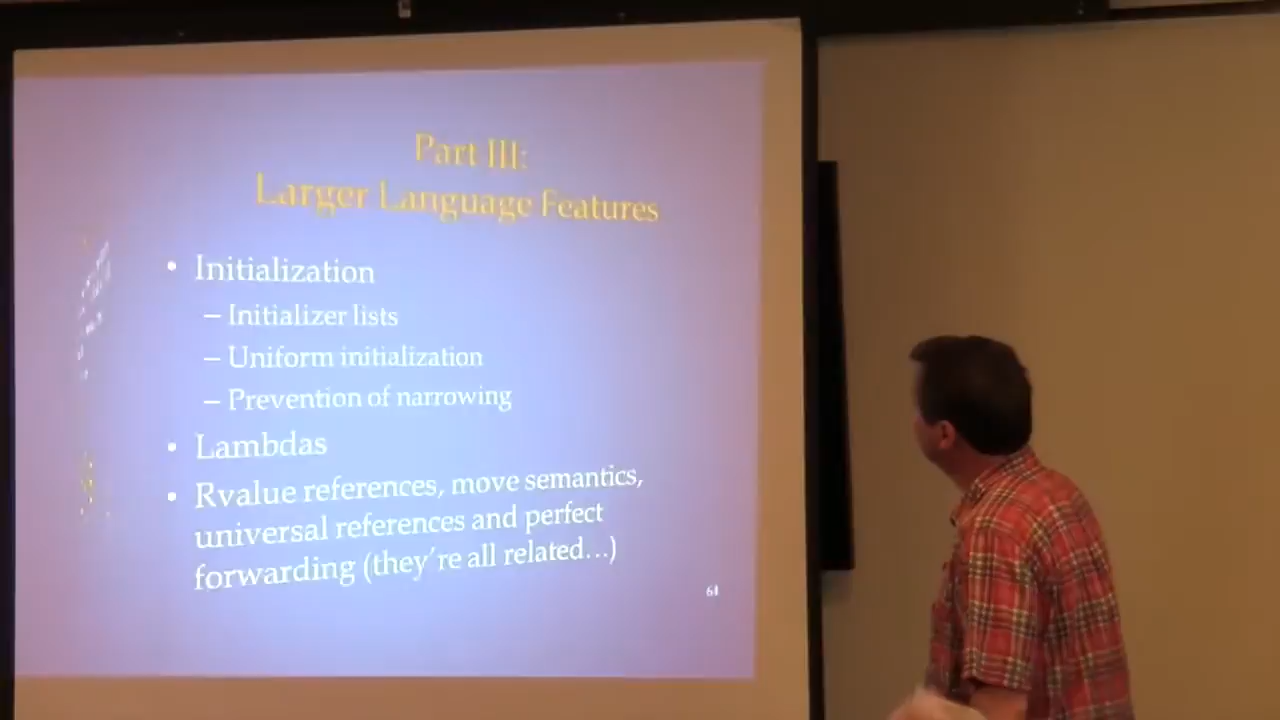 Part III:
Larger Language Features
• Initialization
– Initializer lists
– Uniform initialization
– Prevention of narrowing
• Lambdas
• Rvalue references, move semantics,
universal references and perfect
forwarding (they're all related…)
61